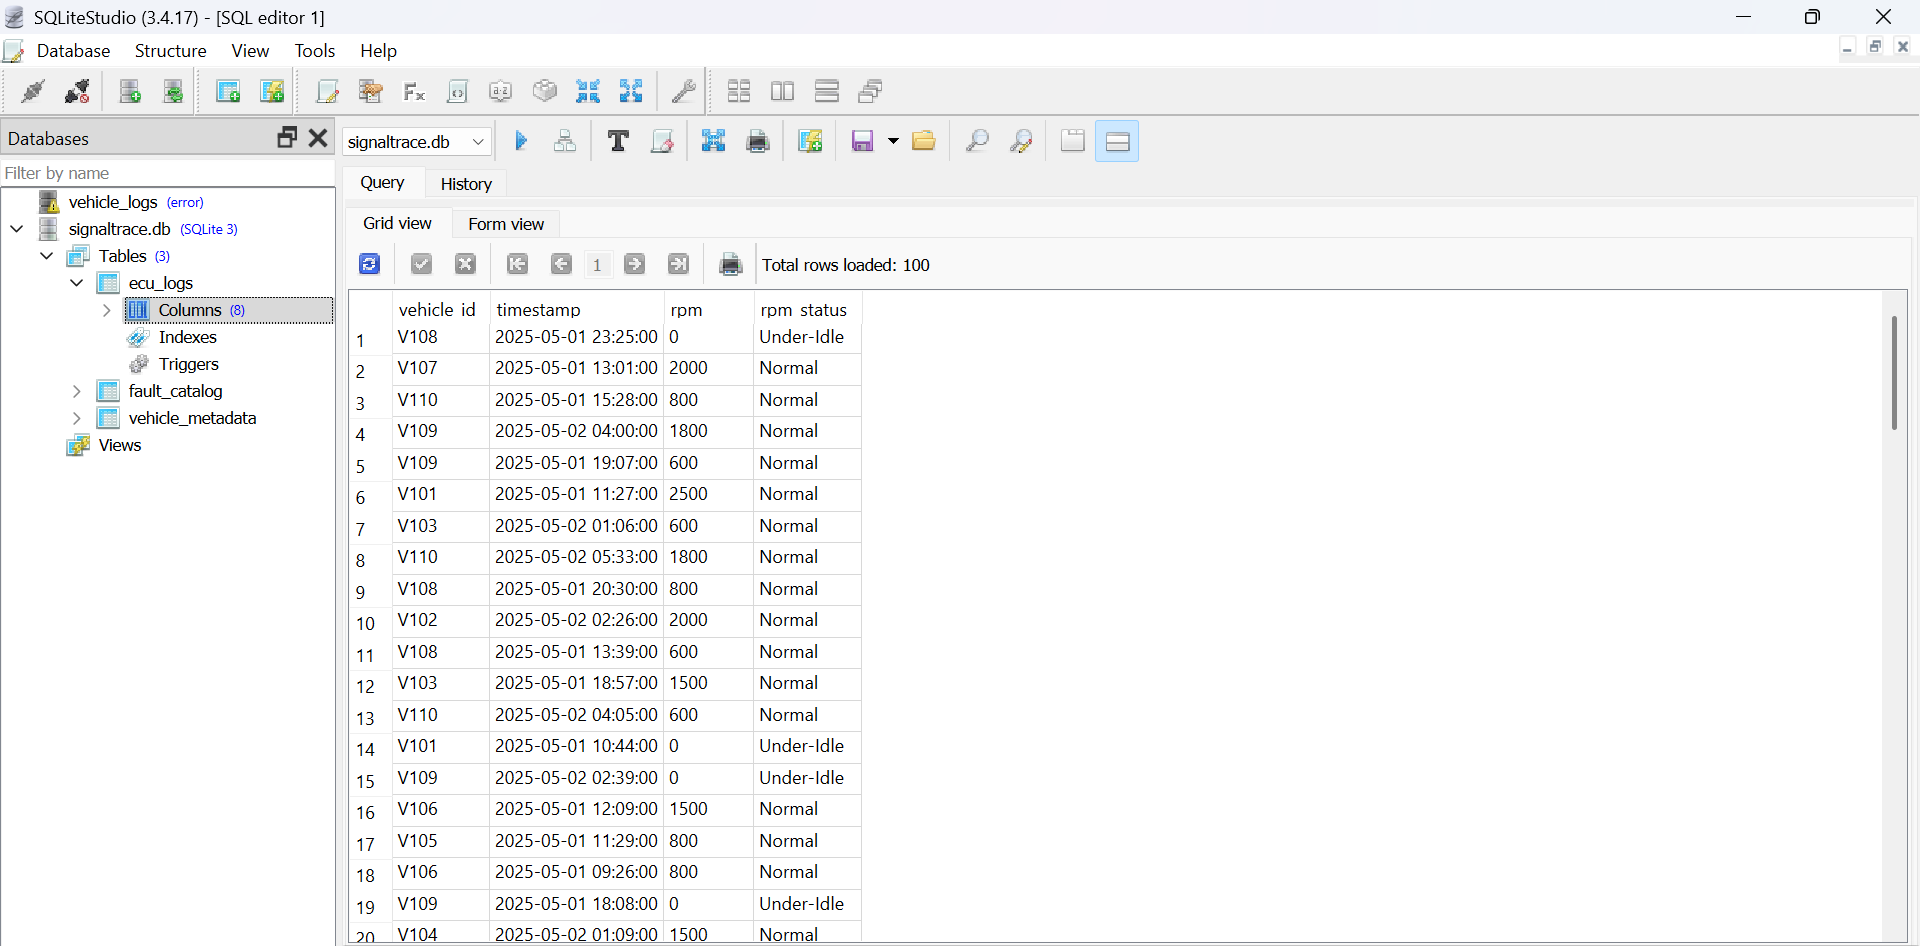 SQLiteStudio (3.4.17) - [SQL editor 1]
Database Structure View Tools Help
Databases
signaltrace.db
Filter by name
vehicle_logs (error)
signaltrace.db (SQLite 3)
Tables (3)
ecu_logs
Columns (8)
Indexes
Triggers
fault_catalog
vehicle_metadata
Views
Query History
Grid view Form view
1 Total rows loaded: 100
vehicle_id timestamp rpm rpm_status
1 V108 2025-05-01 23:25:00 0 Under-Idle
2 V107 2025-05-01 13:01:00 2000 Normal
3 V110 2025-05-01 15:28:00 800 Normal
4 V109 2025-05-02 04:00:00 1800 Normal
5 V109 2025-05-01 19:07:00 600 Normal
6 V101 2025-05-01 11:27:00 2500 Normal
7 V103 2025-05-02 01:06:00 600 Normal
8 V110 2025-05-02 05:33:00 1800 Normal
9 V108 2025-05-01 20:30:00 800 Normal
10 V102 2025-05-02 02:26:00 2000 Normal
11 V108 2025-05-01 13:39:00 600 Normal
12 V103 2025-05-01 18:57:00 1500 Normal
13 V110 2025-05-02 04:05:00 600 Normal
14 V101 2025-05-01 10:44:00 0 Under-Idle
15 V109 2025-05-02 02:39:00 0 Under-Idle
16 V106 2025-05-01 12:09:00 1500 Normal
17 V105 2025-05-01 11:29:00 800 Normal
18 V106 2025-05-01 09:26:00 800 Normal
19 V109 2025-05-01 18:08:00 0 Under-Idle
20 V104 2025-05-02 01:09:00 1500 Normal